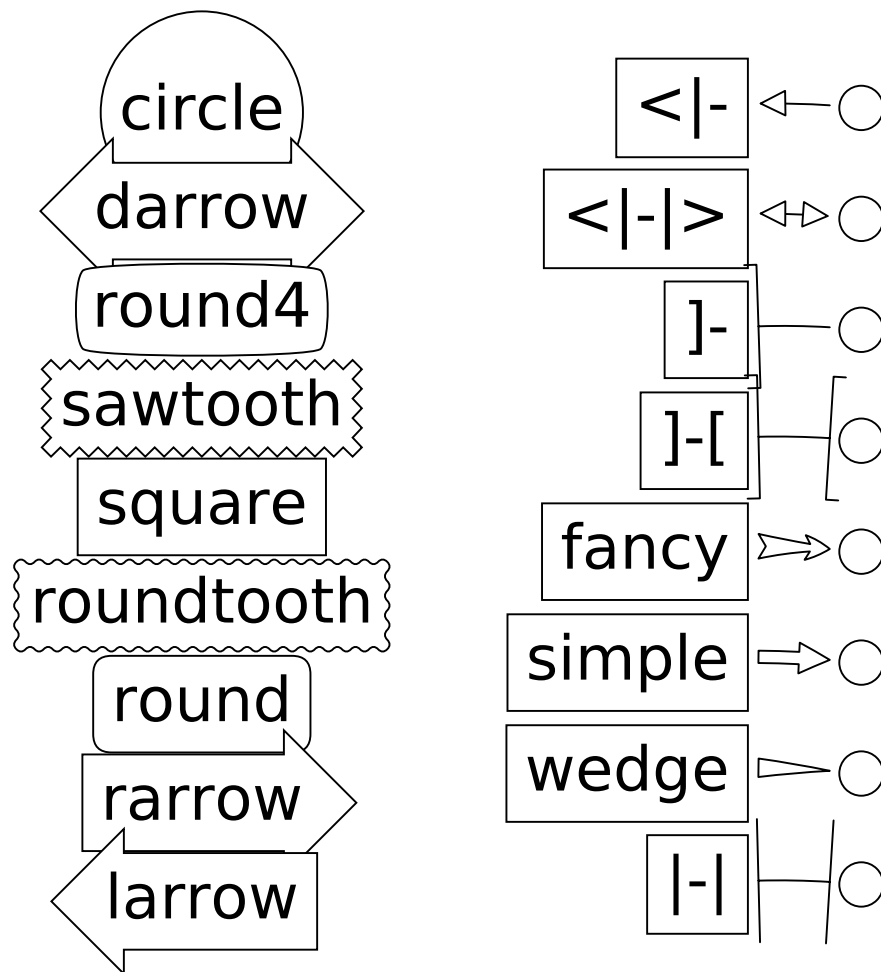 circle
darrow
round4
sawtooth
square
roundtooth
round
rarrow
larrow
<|-
<|-|>
]-
]-[
fancy
simple
wedge
|-|